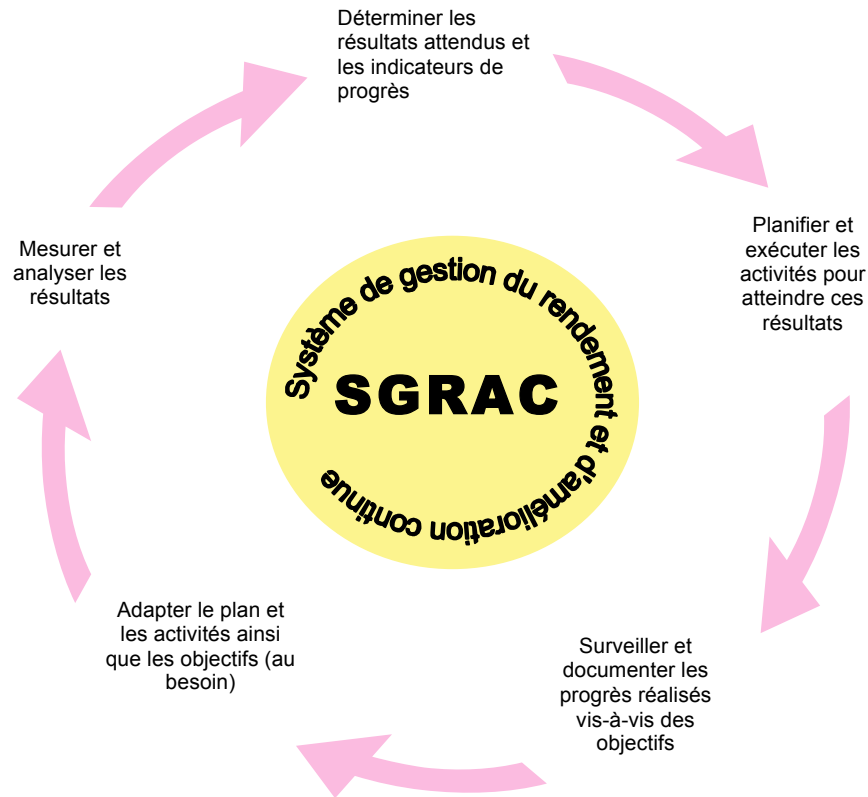 Déterminer les
résultats attendus et
les indicateurs de
progrès
Planifier et
exécuter les
activités pour
atteindre ces
résultats
Surveiller et
documenter les
progrès réalisés
vis-à-vis des
objectifs
Adapter le plan et
les activités ainsi
que les objectifs (au
besoin)
Mesurer et
analyser les
résultats
Système de gestion du rendement et d'amélioration continue
SGRAC